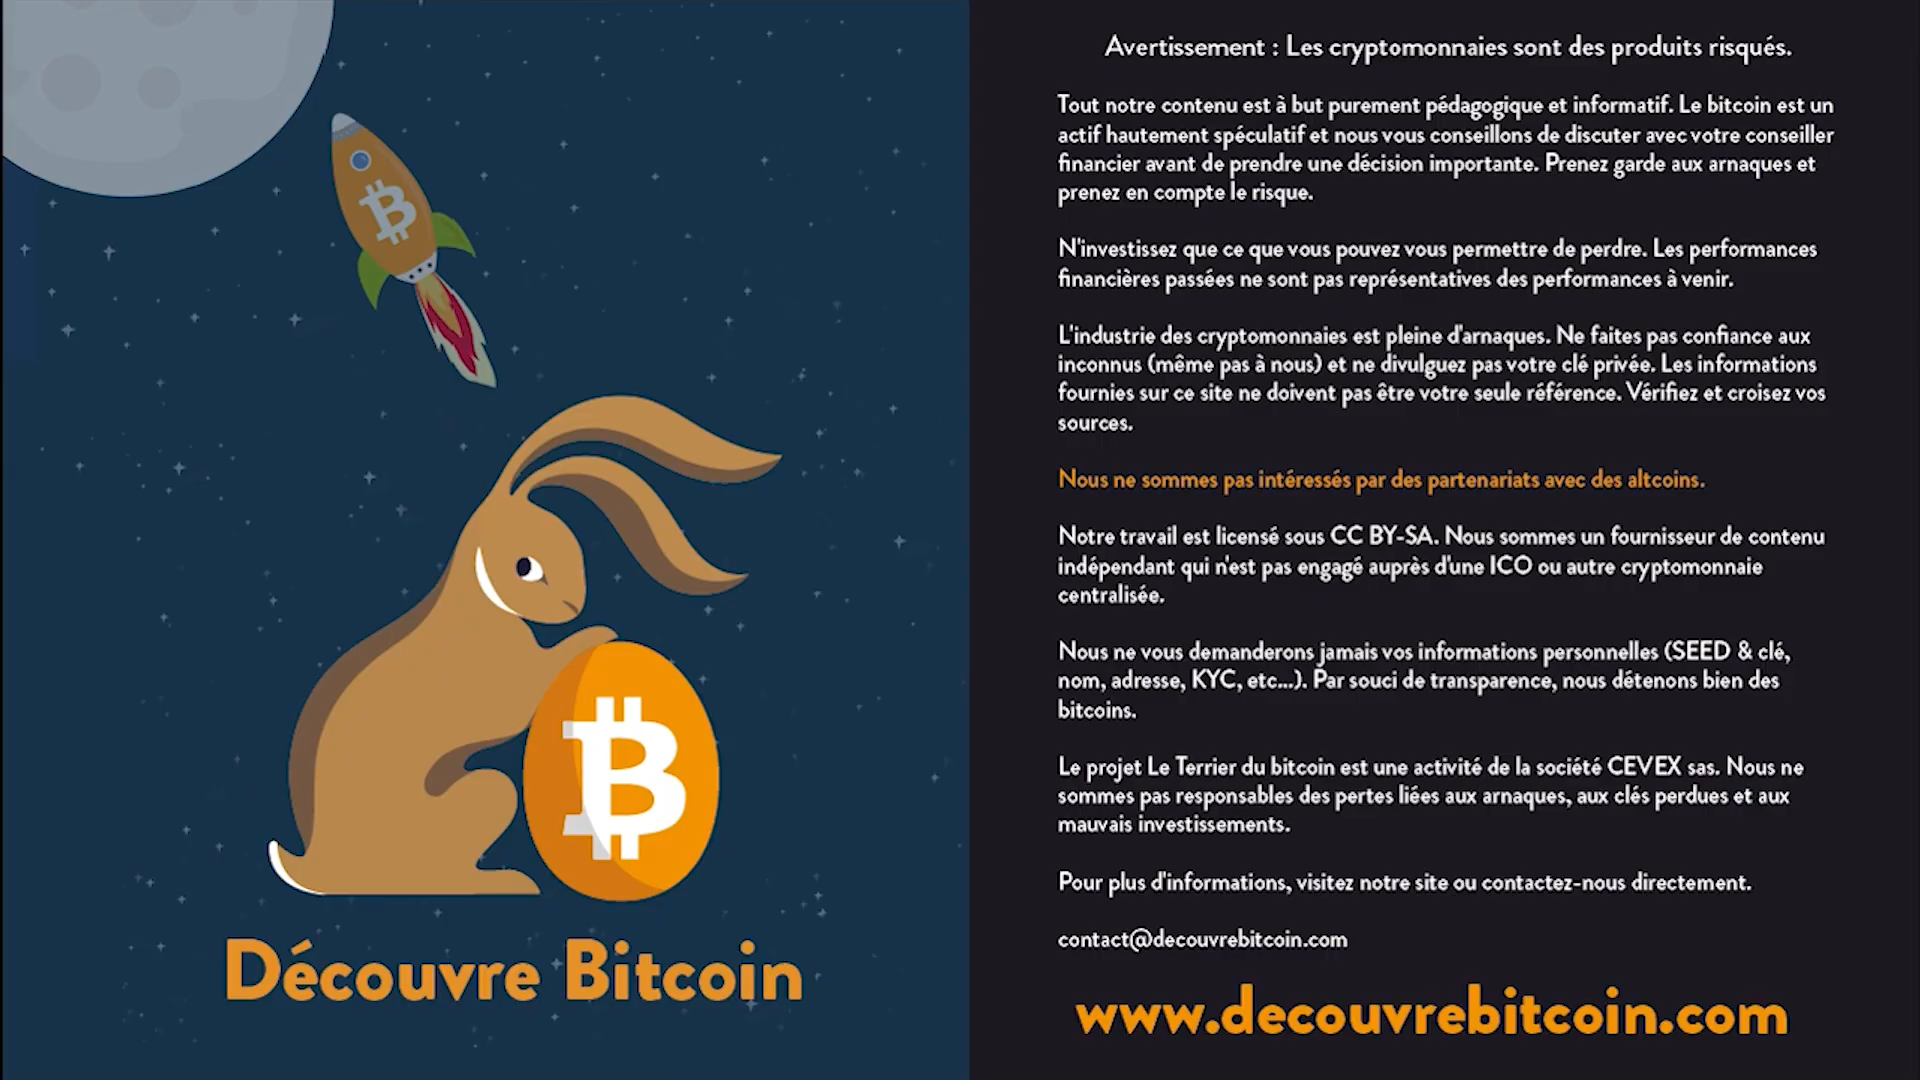 Découvre Bitcoin
Avertissement : Les cryptomonnaies sont des produits risqués.
Tout notre contenu est à but purement pédagogique et informatif. Le bitcoin est un
actif hautement spéculatif et nous vous conseillons de discuter avec votre conseiller
financier avant de prendre une décision importante. Prenez garde aux arnaques et
prenez en compte le risque.
N'investissez que ce que vous pouvez vous permettre de perdre. Les performances
financières passées ne sont pas représentatives des performances à venir.
L'industrie des cryptomonnaies est pleine d'arnaques. Ne faites pas confiance aux
inconnus (même pas à nous) et ne divulguez pas votre clé privée. Les informations
fournies sur ce site ne doivent pas être votre seule référence. Vérifiez et croisez vos
sources.
Nous ne sommes pas intéressés par des partenariats avec des altcoins.
Notre travail est licensé sous CC BY-SA. Nous sommes un fournisseur de contenu
indépendant qui n'est pas engagé auprès d'une ICO ou autre cryptomonnaie
centralisée.
Nous ne vous demanderons jamais vos informations personnelles (SEED & clé,
nom, adresse, KYC, etc...). Par souci de transparence, nous détenons bien des
bitcoins.
Le projet Le Terrier du bitcoin est une activité de la société CEVEX sas. Nous ne
sommes pas responsables des pertes liées aux arnaques, aux clés perdues et aux
mauvais investissements.
Pour plus d'informations, visitez notre site ou contactez-nous directement.
contact@decouvrebitcoin.com
www.decouvrebitcoin.com